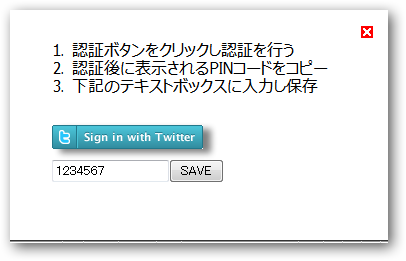 1. 認証ボタンをクリックし認証を行う
2. 認証後に表示されるPINコードをコピー
3. 下記のテキストボックスに入力し保存
Sign in with Twitter
1234567 SAVE